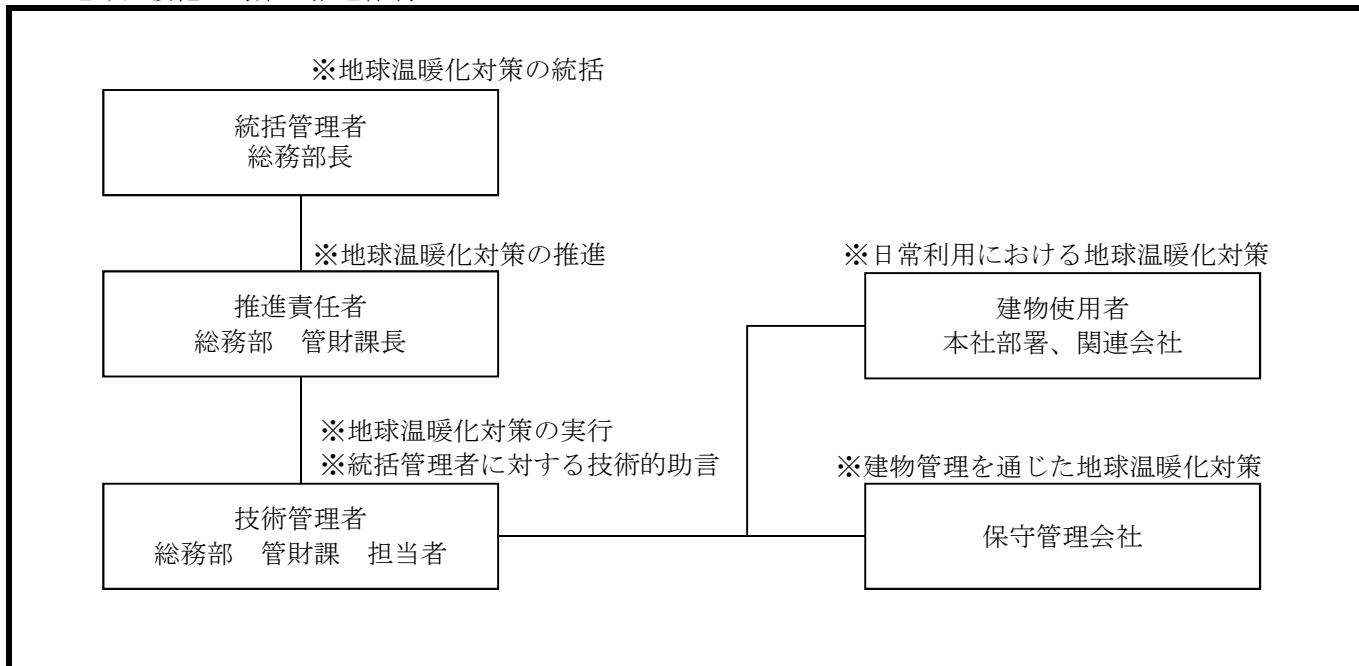 ※地球温暖化対策の統括
統括管理者
総務部長
※地球温暖化対策の推進
推進責任者
総務部　管財課長
※地球温暖化対策の実行
※統括管理者に対する技術的助言
技術管理者
総務部　管財課　担当者
※日常利用における地球温暖化対策
建物使用者
本社部署、関連会社
※建物管理を通じた地球温暖化対策
保守管理会社